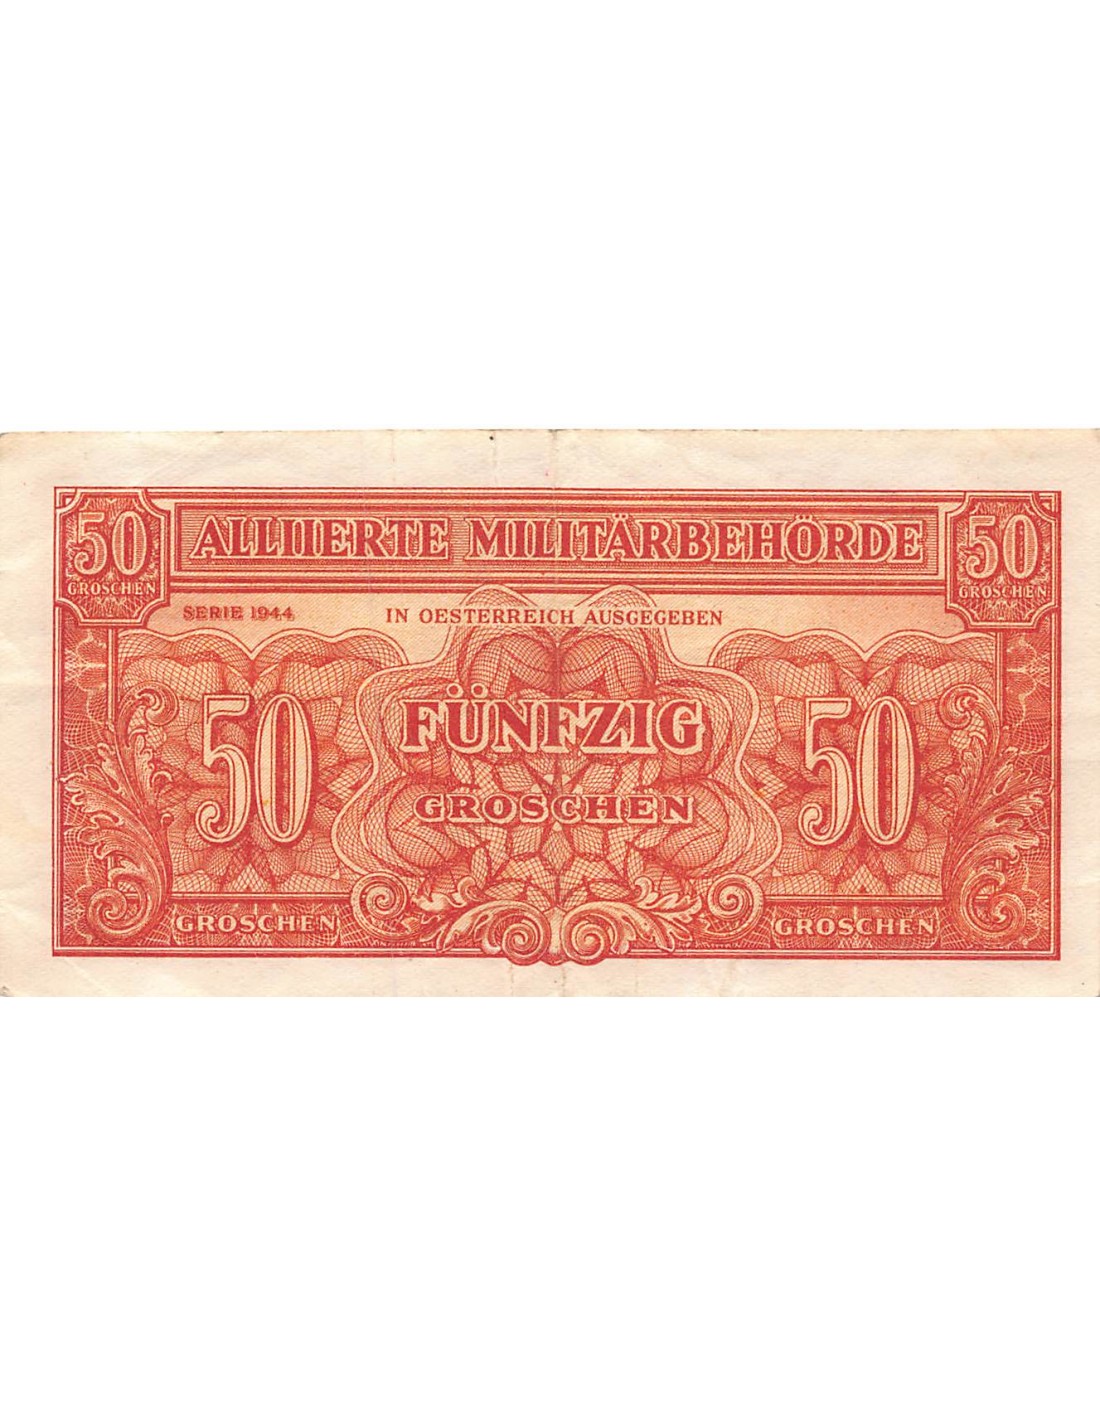 50 ALLIIERTE MILITÄRBEHÖRDE 50
GROSCHEN GROSCHEN
SERIE 1944 IN OESTERREICH AUSGEGEBEN
50 FÜNFZIG 50
GROSCHEN
GROSCHEN GROSCHEN